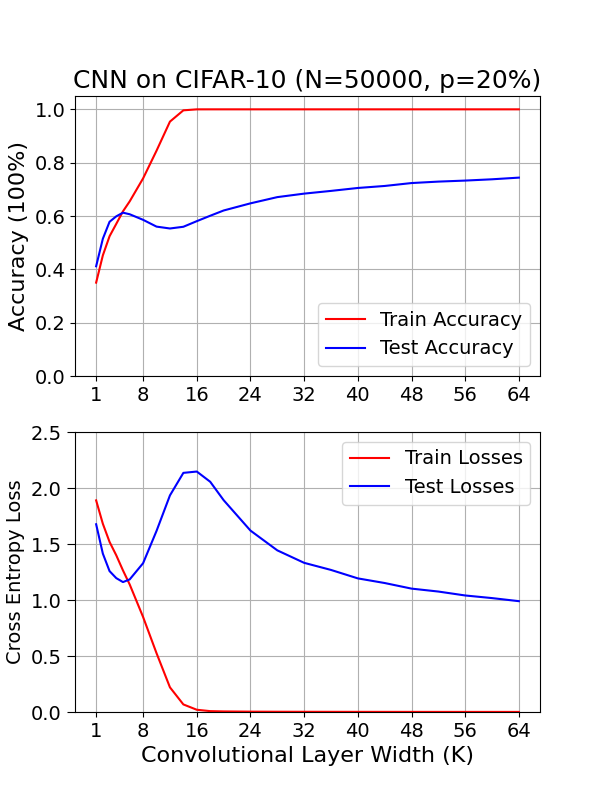 CNN on CIFAR-10 (N=50000, p=20%)
Accuracy (100%)
1.0
0.8
0.6
0.4
0.2
0.0
Train Accuracy
Test Accuracy
1 8 16 24 32 40 48 56 64
Cross Entropy Loss
2.5
2.0
1.5
1.0
0.5
0.0
Train Losses
Test Losses
1 8 16 24 32 40 48 56 64
Convolutional Layer Width (K)